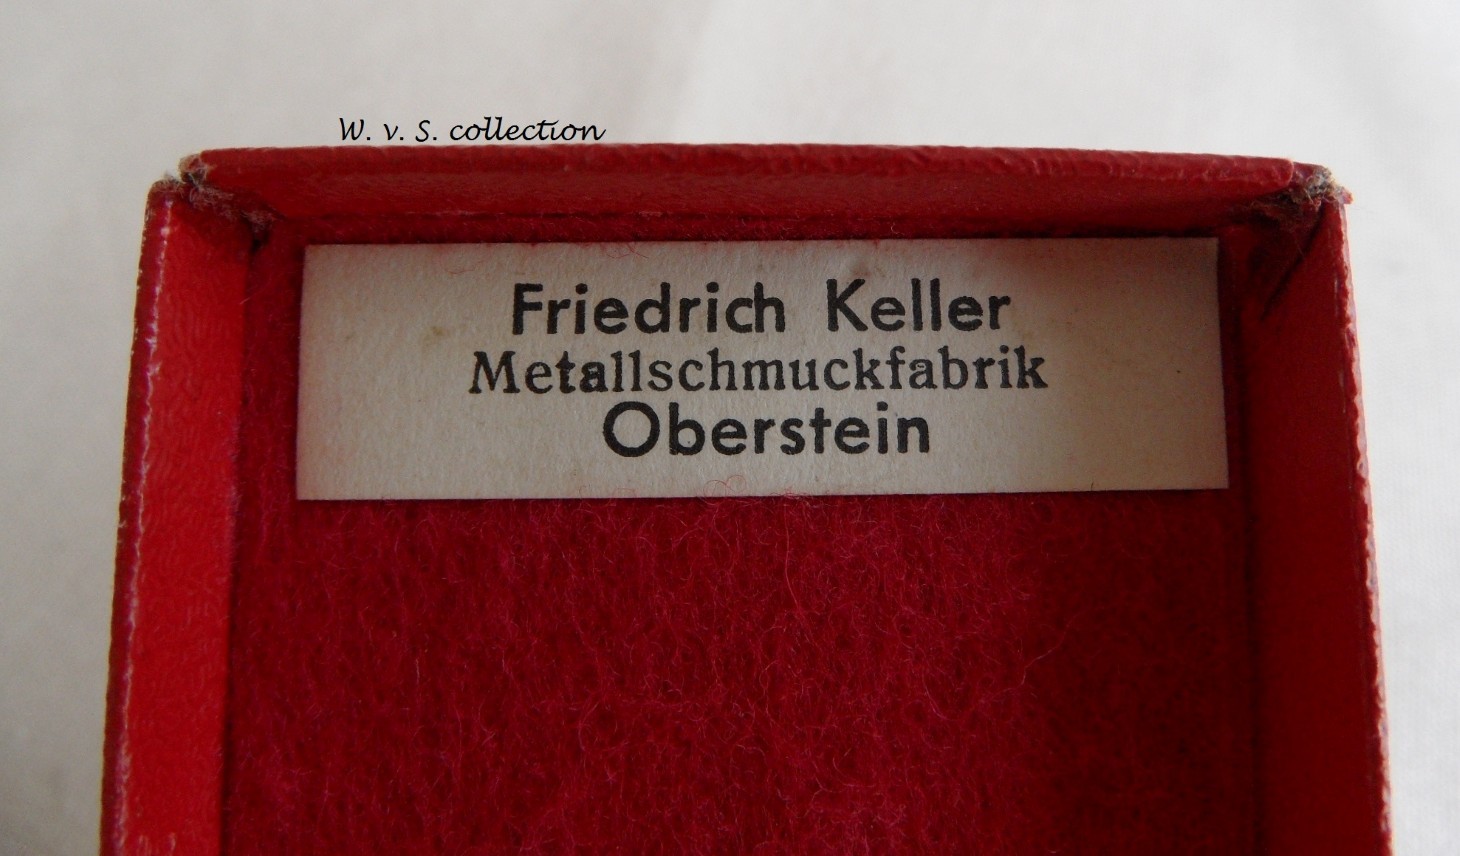 W. v. S. collection
Friedrich Keller
Metallschmuckfabrik
Oberstein